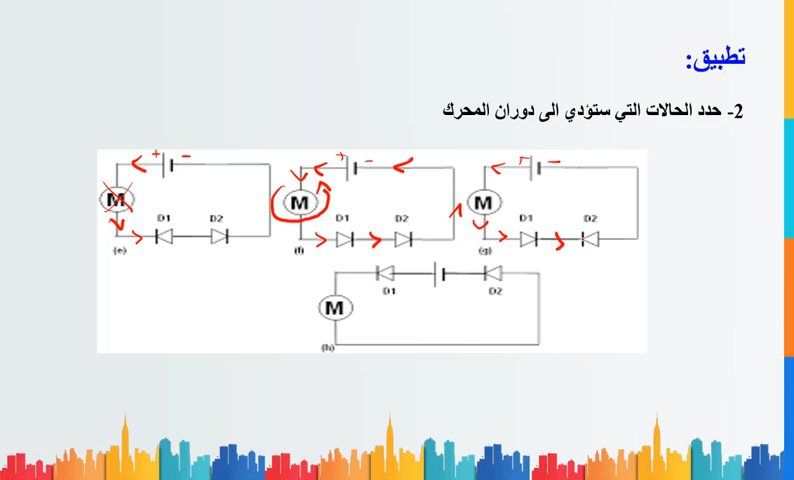 تطبيق:
2- حدد الحالات التي ستؤدي الى دوران المحرك
+ -
M
D1 D2
(e)
+ -
M
D1 D2
(f)
-
M
D1 D2
(g)
M
D1 D2
(h)